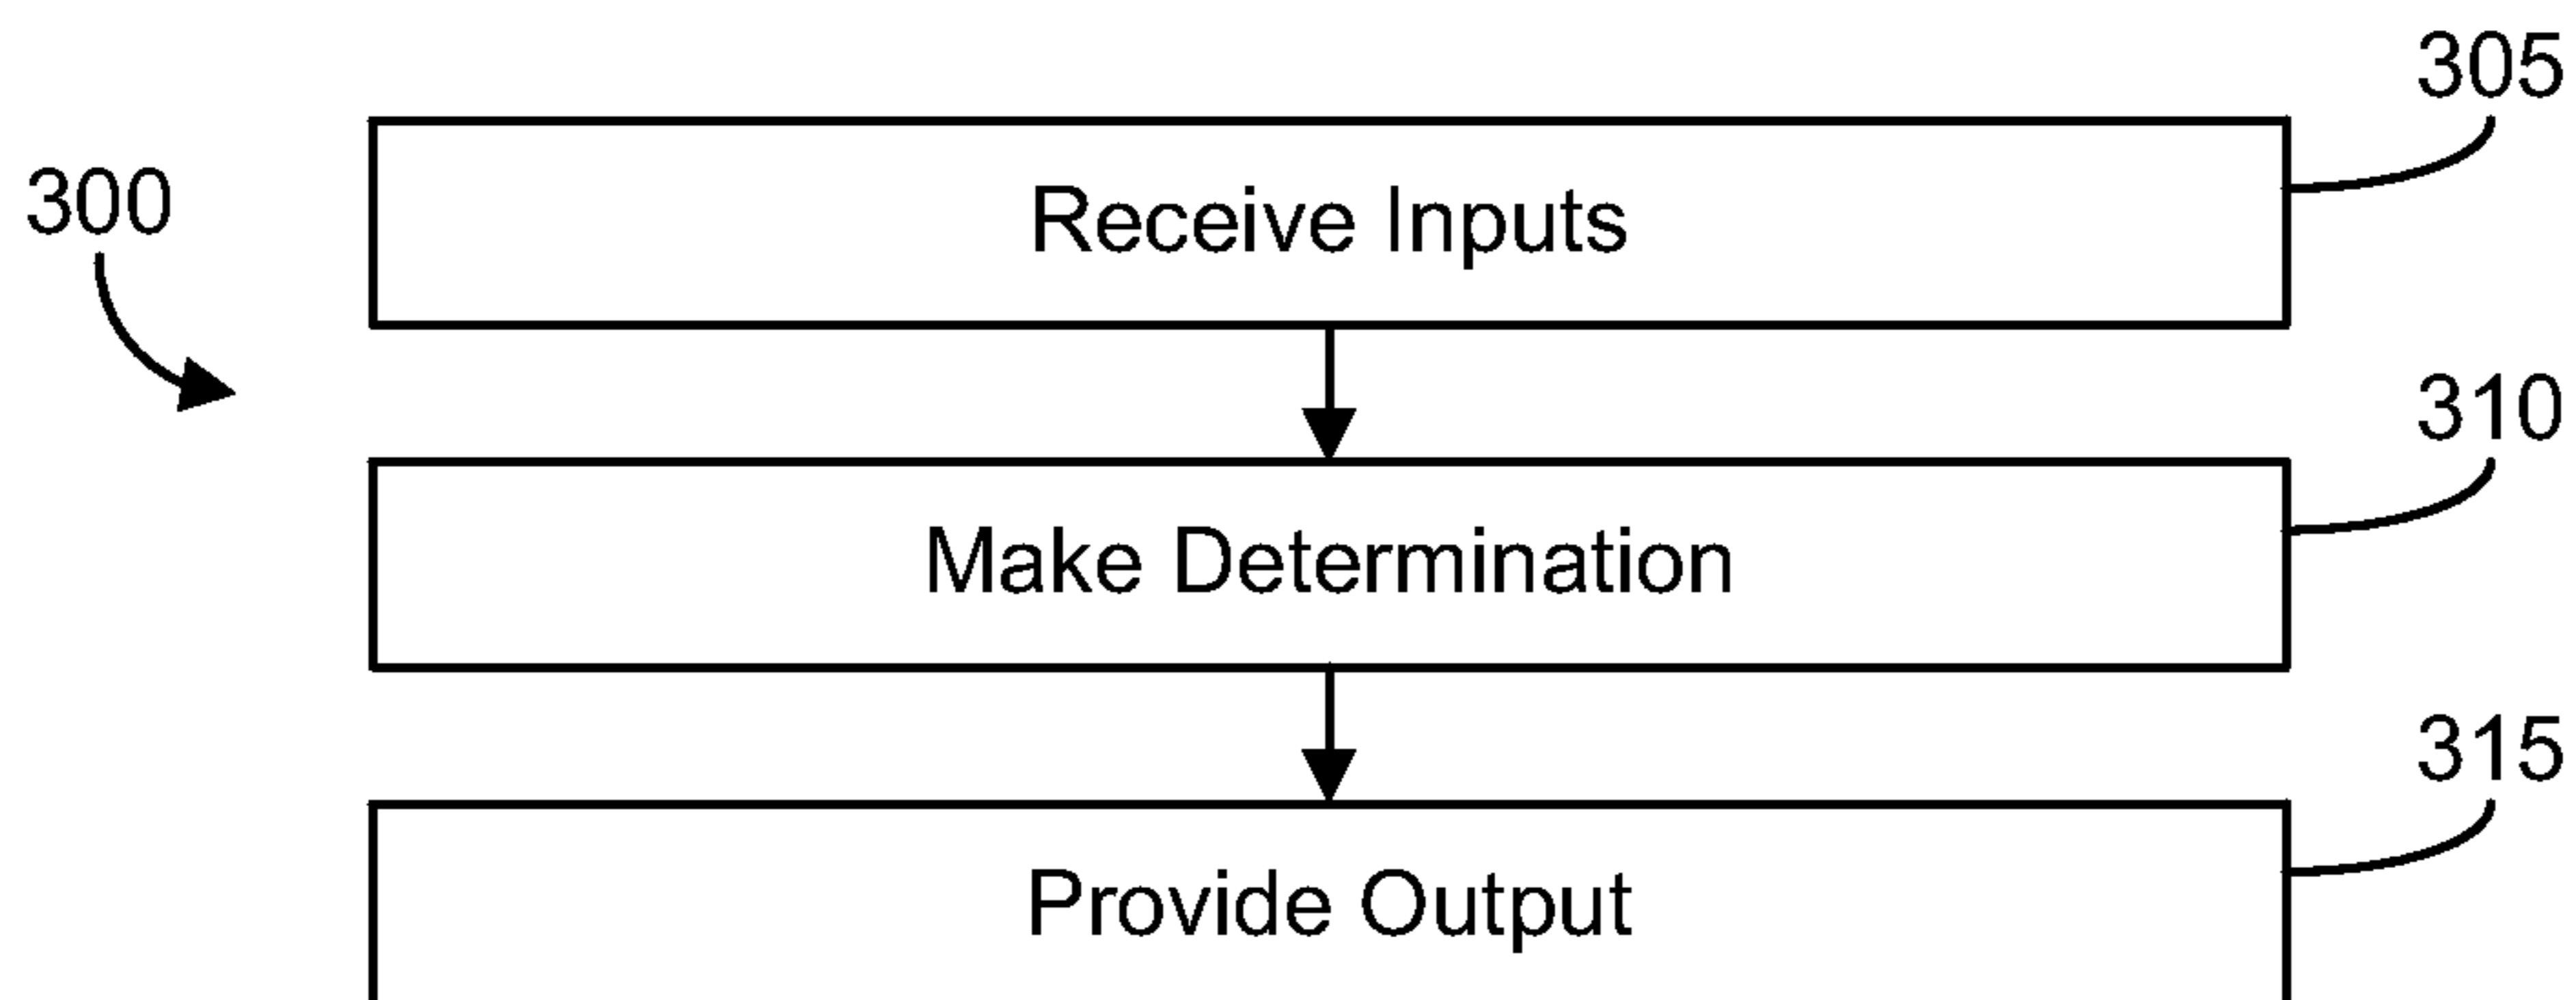 305
300
Receive Inputs
310
Make Determination
315
Provide Output